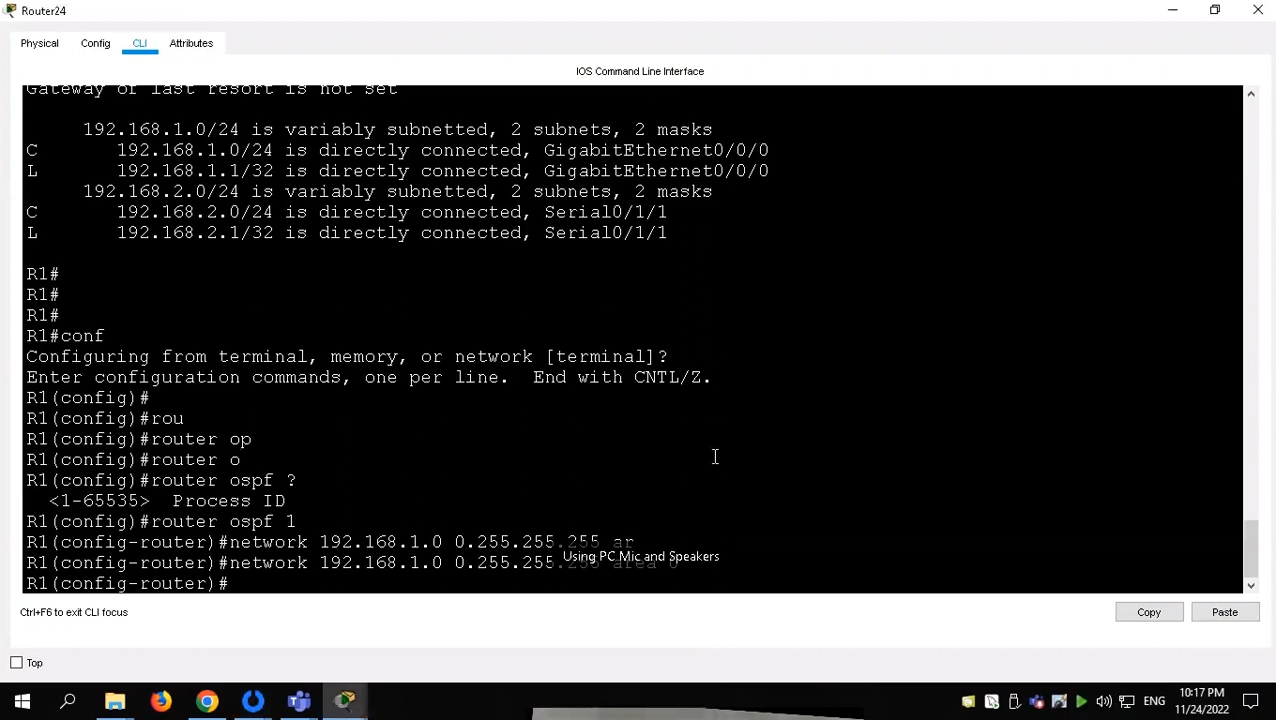 Router24
Physical Config CLI Attributes
IOS Command Line Interface
Gateway of last resort is not set
192.168.1.0/24 is variably subnetted, 2 subnets, 2 masks
C 192.168.1.0/24 is directly connected, GigabitEthernet0/0/0
L 192.168.1.1/32 is directly connected, GigabitEthernet0/0/0
192.168.2.0/24 is variably subnetted, 2 subnets, 2 masks
C 192.168.2.0/24 is directly connected, Serial0/1/1
L 192.168.2.1/32 is directly connected, Serial0/1/1
R1#
R1#
R1#
R1#conf
Configuring from terminal, memory, or network [terminal]?
Enter configuration commands, one per line. End with CNTL/Z.
R1(config)#
R1(config)#rou
R1(config)#router op
R1(config)#router o
R1(config)#router ospf ?
<1-65535> Process ID
R1(config)#router ospf 1
R1(config-router)#network 192.168.1.0 0.255.255.255 ar
Using PC Mic and Speakers
R1(config-router)#network 192.168.1.0 0.255.255.255 area 0
R1(config-router)#
Ctrl+F6 to exit CLI focus
Copy Paste
Top
ENG
10:17 PM
11/24/2022